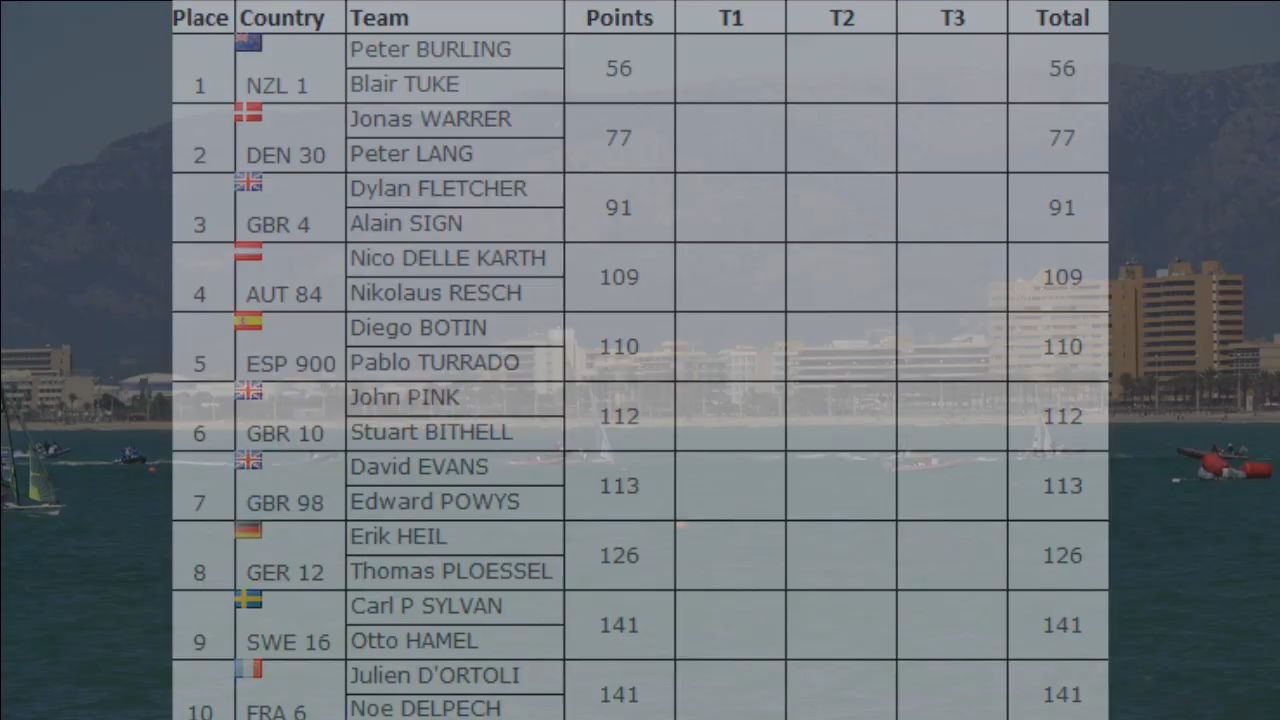 Place Country Team Points T1 T2 T3 Total
1 NZL 1 Peter BURLING Blair TUKE 56 56
2 DEN 30 Jonas WARRER Peter LANG 77 77
3 GBR 4 Dylan FLETCHER Alain SIGN 91 91
4 AUT 84 Nico DELLE KARTH Nikolaus RESCH 109 109
5 ESP 900 Diego BOTIN Pablo TURRADO 110 110
6 GBR 10 John PINK Stuart BITHELL 112 112
7 GBR 98 David EVANS Edward POWYS 113 113
8 GER 12 Erik HEIL Thomas PLOESSEL 126 126
9 SWE 16 Carl P SYLVAN Otto HAMEL 141 141
10 FRA 6 Julien D'ORTOLI Noe DELPECH 141 141